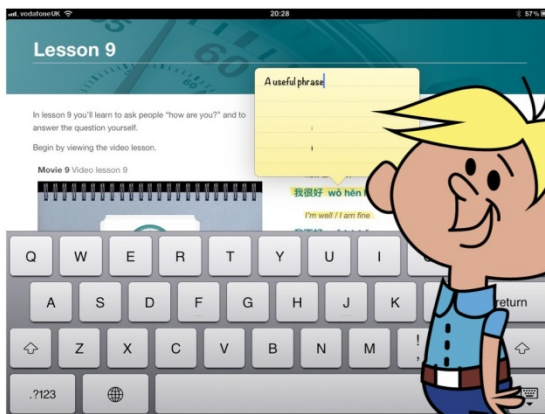 vodafone UK
20:28
57%
Lesson 9
A useful phrase
In lesson 9 you'll learn to ask people "how are you?" and to
answer the question yourself.
Begin by viewing the video lesson.
Movie 9 Video lesson 9
我很好 wǒ hěn
I'm well / I am fine
Q W E R T Y U I
A S D F G H J K return
Z X C V B N M ! ,
.?123